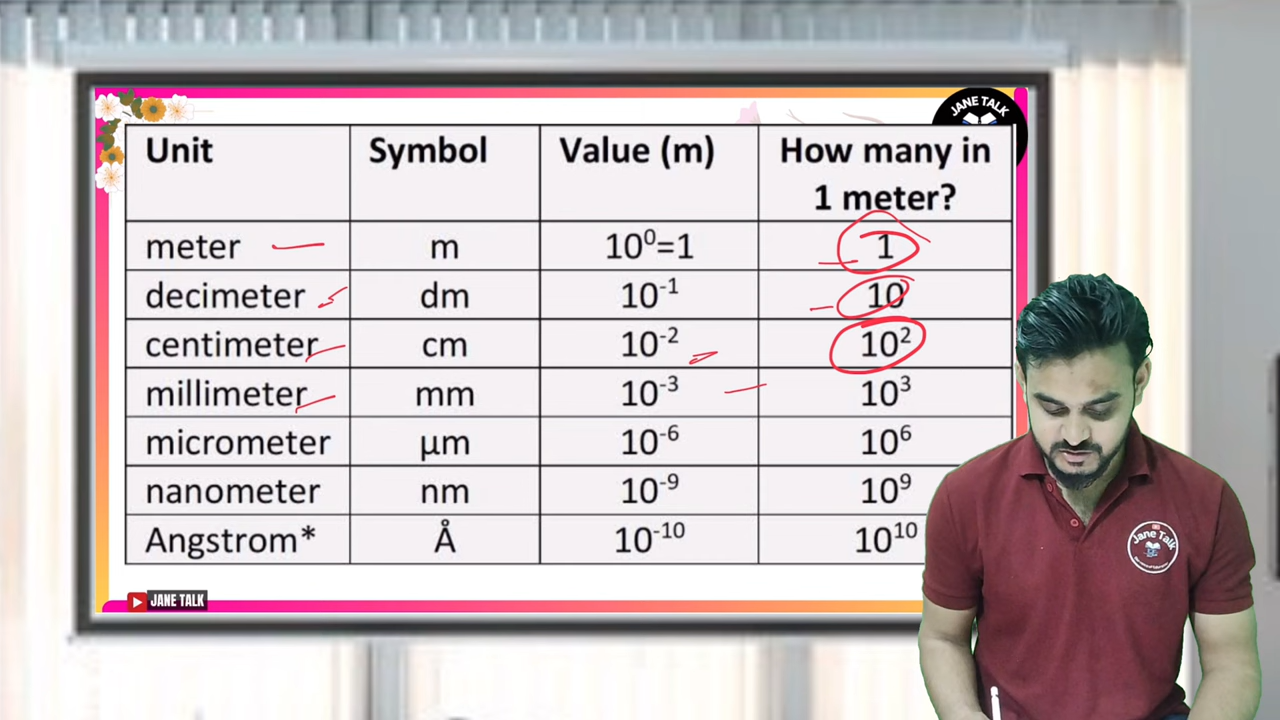 JANE TALK
Unit Symbol Value (m) How many in
1 meter?
meter m 10⁰=1 1
decimeter dm 10⁻¹ 10
centimeter cm 10⁻² 10²
millimeter mm 10⁻³ 10³
micrometer µm 10⁻⁶ 10⁶
nanometer nm 10⁻⁹ 10⁹
Angstrom* Å 10⁻¹⁰ 10¹⁰
JANE TALK
Jane Talk